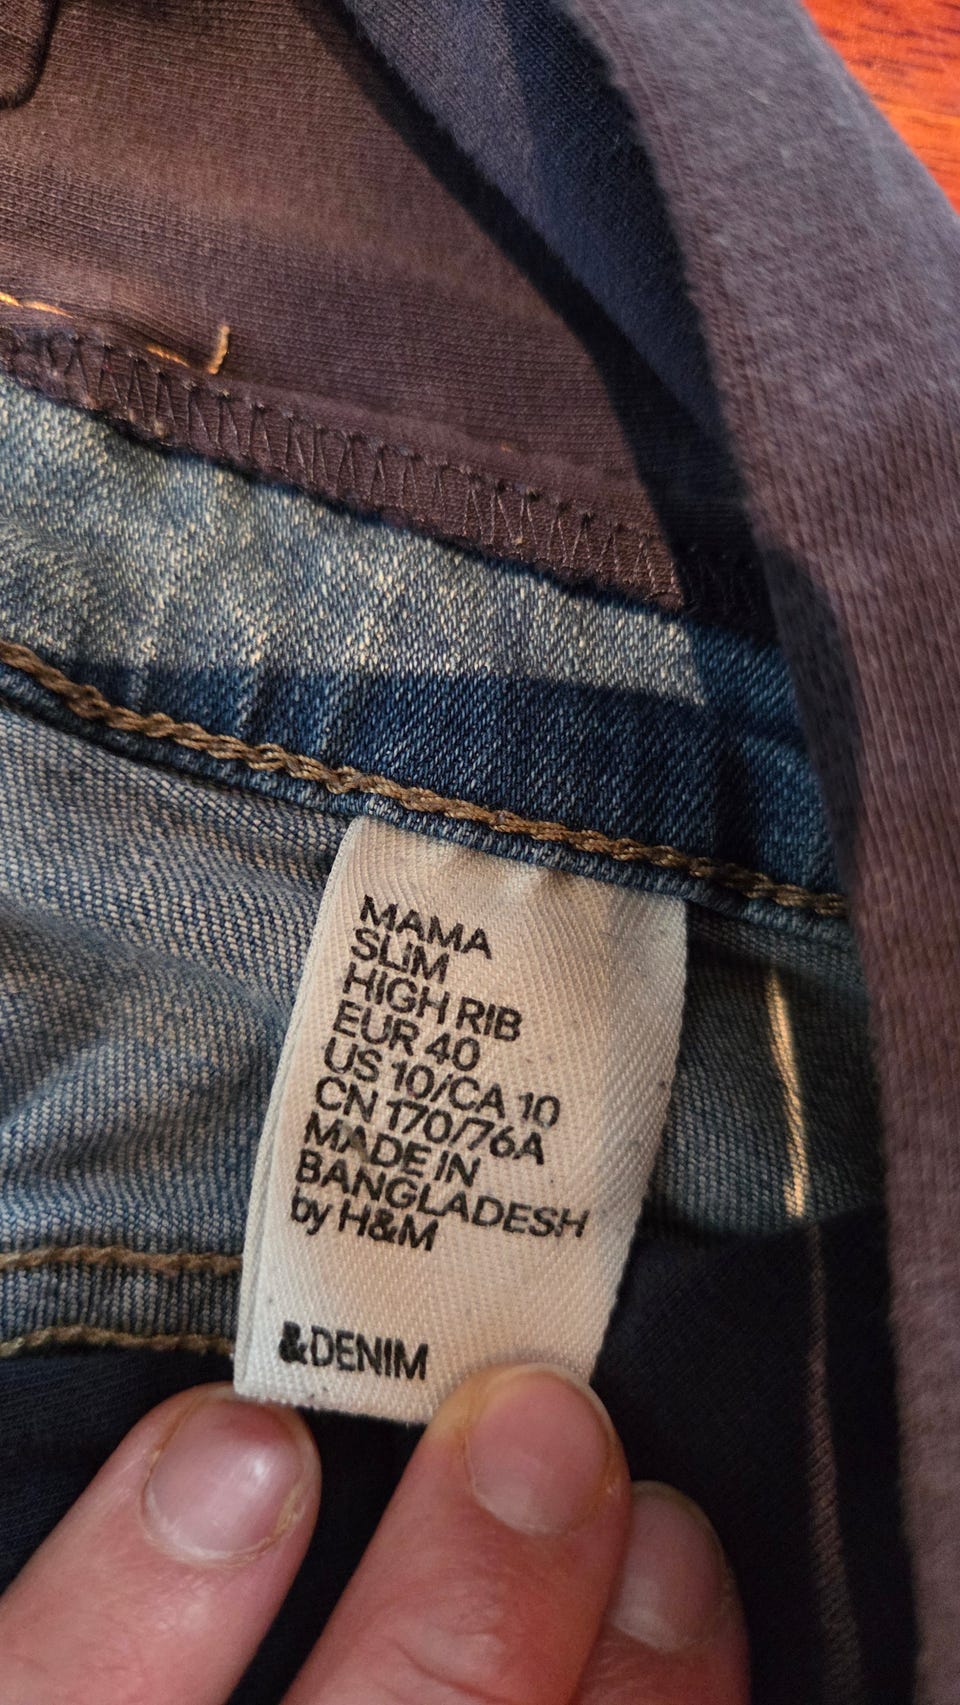 MAMA
SLIM
HIGH RIB
EUR 40
US 10/CA 10
CN 170/76A
MADE IN
BANGLADESH
by H&M
&DENIM